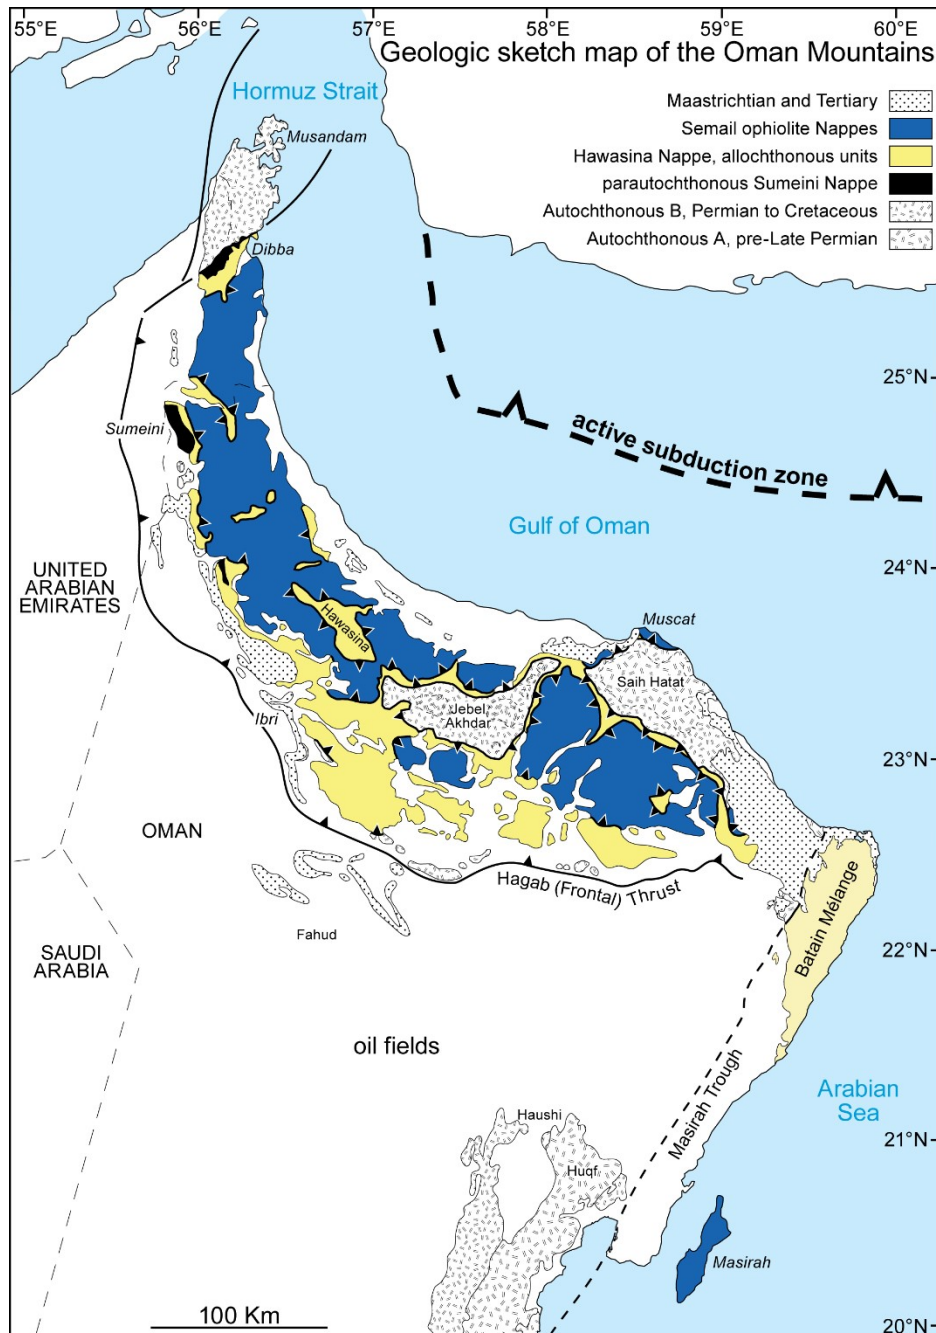 55°E 56°E 57°E 58°E 59°E 60°E
Geologic sketch map of the Oman Mountains
Maastrichtian and Tertiary
Semail ophiolite Nappes
Hawasina Nappe, allochthonous units
parautochthonous Sumeini Nappe
Autochthonous B, Permian to Cretaceous
Autochthonous A, pre-Late Permian
Hormuz Strait
Musandam
Dibba
25°N
Sumeini
active subduction zone
Gulf of Oman
24°N
UNITED
ARABIAN
EMIRATES
Hawasina
Muscat
Saih Hatat
Jebel
Akhdar
Ibri
23°N
OMAN
Hagab (Frontal) Thrust
Batain Mélange
Fahud
SAUDI
ARABIA
22°N
oil fields
Masirah Trough
Arabian
Sea
Haushi
21°N
Huqf
Masirah
100 Km
20°N